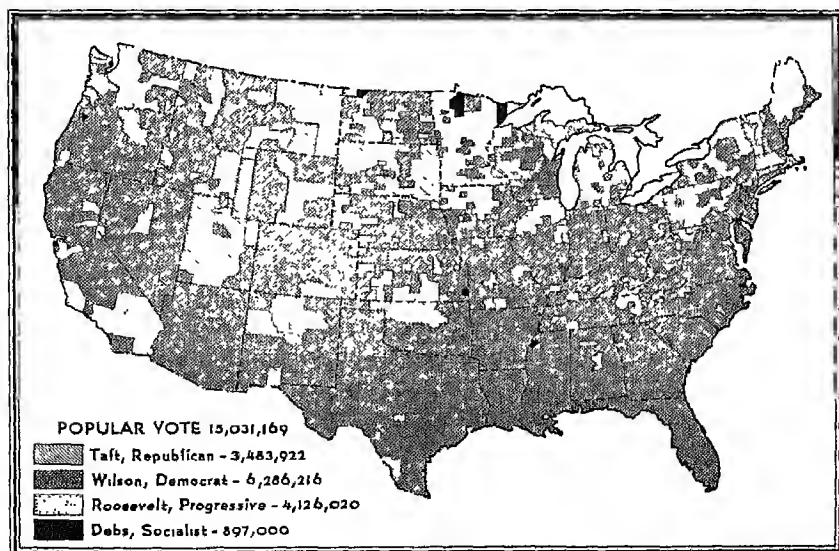 POPULAR VOTE 15,031,169
Taft, Republican - 3,483,922
Wilson, Democrat - 6,286,216
Roosevelt, Progressive - 4,126,020
Debs, Socialist - 897,000